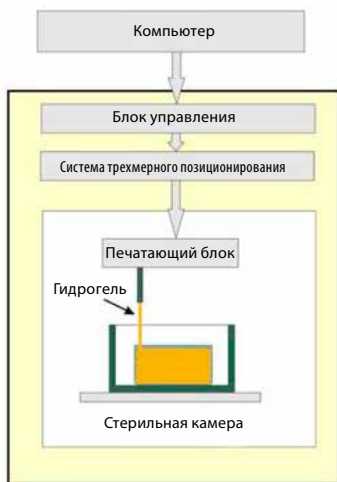 Компьютер
Блок управления
Система трехмерного позиционирования
Печатающий блок
Гидрогель
Стерильная камера